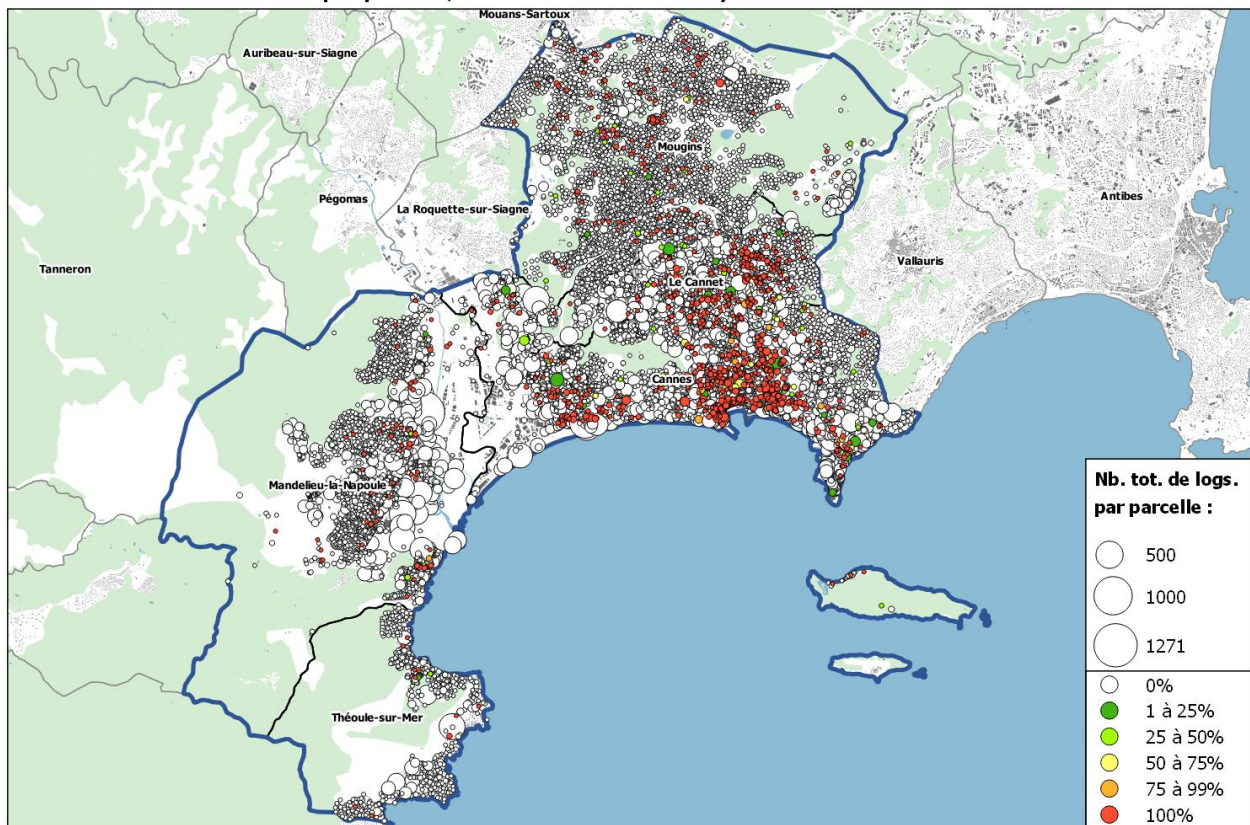 Mouans-Sartoux
Auribeau-sur-Siagne
Mougins
Pégomas
La Roquette-sur-Siagne
Antibes
Tanneron
Vallauris
Le Cannet
Cannes
Mandelieu-la-Napoule
Théoule-sur-Mer
Nb. tot. de logs.
par parcelle :
500
1000
1271
0%
1 à 25%
25 à 50%
50 à 75%
75 à 99%
100%